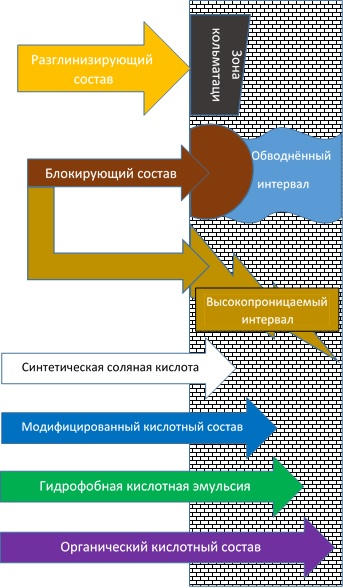 Разглинизирующий
состав
Зона
кольматаци
Блокирующий состав
Обводнённый
интервал
Высокопроницаемый
интервал
Синтетическая соляная кислота
Модифицированный кислотный состав
Гидрофобная кислотная эмульсия
Органический кислотный состав